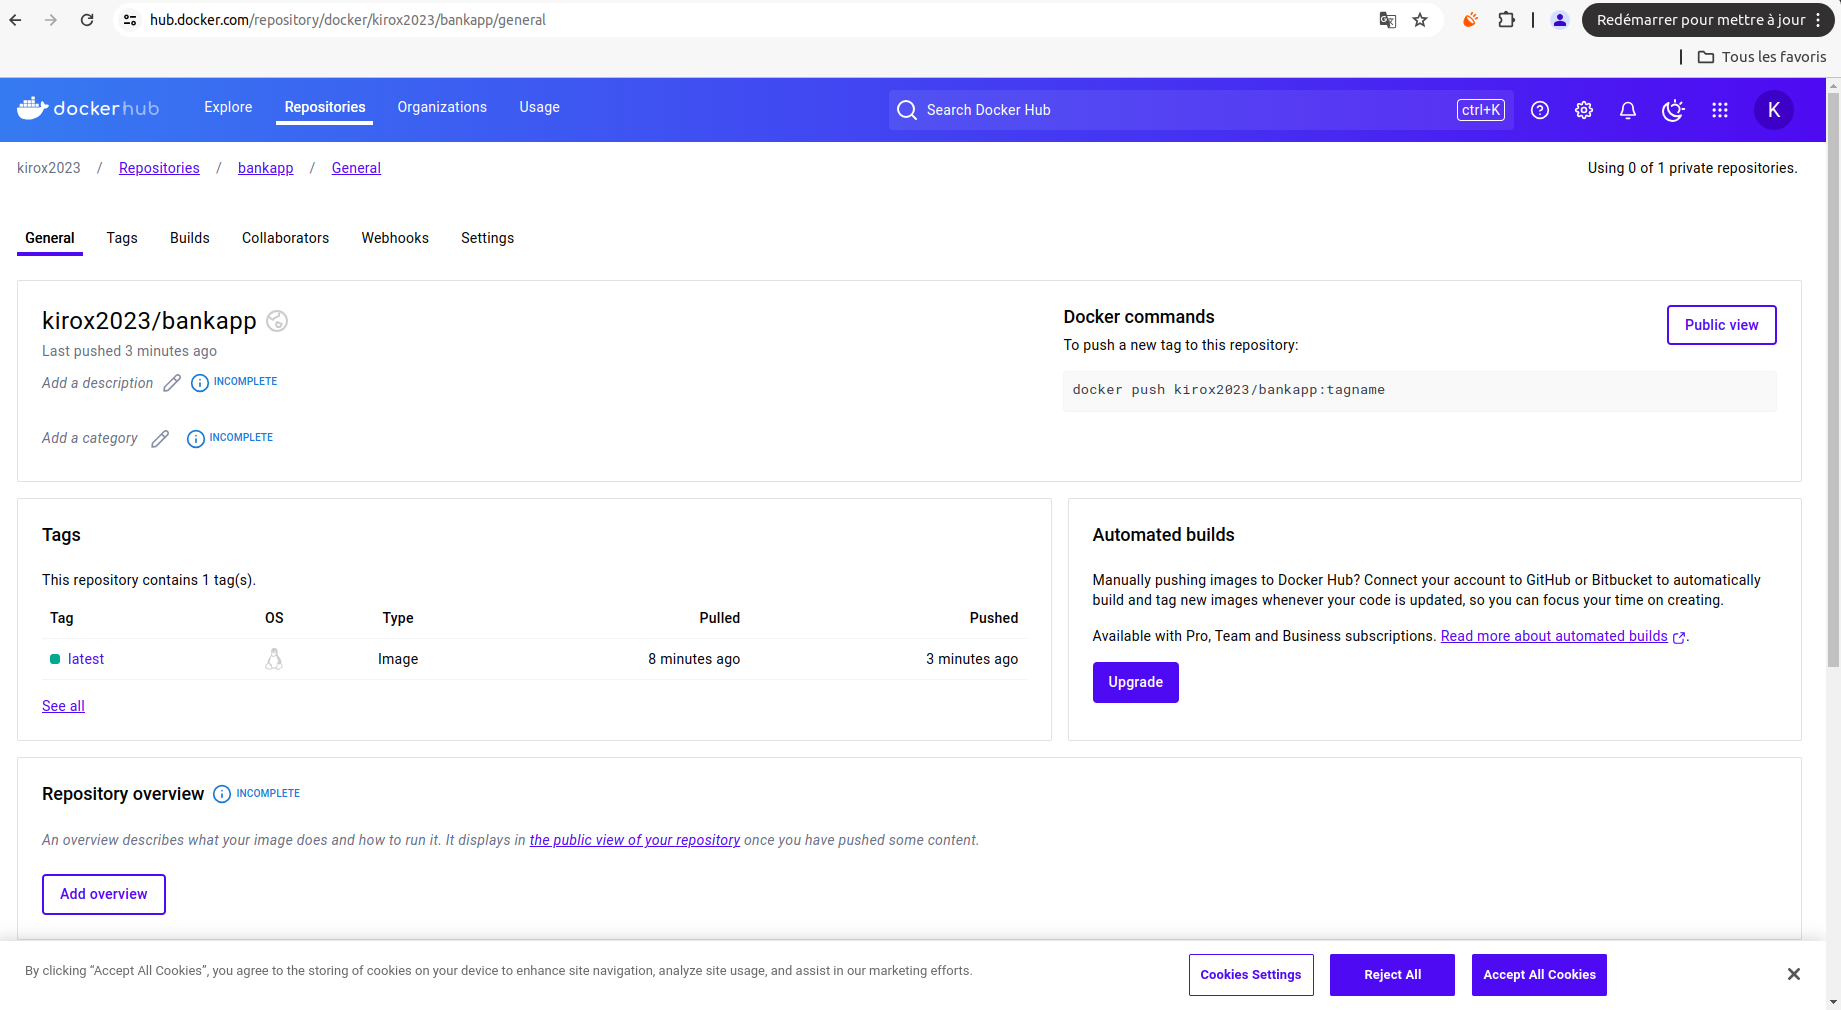 hub.docker.com/repository/docker/kirox2023/bankapp/general
Redémarrer pour mettre à jour
Tous les favoris
dockerhub
Explore
Repositories
Organizations
Usage
Search Docker Hub
ctrl+K
K
kirox2023 / Repositories / bankapp / General
Using 0 of 1 private repositories.
General
Tags
Builds
Collaborators
Webhooks
Settings
kirox2023/bankapp
Last pushed 3 minutes ago
Add a description
INCOMPLETE
Add a category
INCOMPLETE
Docker commands
To push a new tag to this repository:
docker push kirox2023/bankapp:tagname
Public view
Tags
This repository contains 1 tag(s).
Tag OS Type Pulled Pushed
latest Image 8 minutes ago 3 minutes ago
See all
Automated builds
Manually pushing images to Docker Hub? Connect your account to GitHub or Bitbucket to automatically
build and tag new images whenever your code is updated, so you can focus your time on creating.
Available with Pro, Team and Business subscriptions. Read more about automated builds .
Upgrade
Repository overview
INCOMPLETE
An overview describes what your image does and how to run it. It displays in the public view of your repository once you have pushed some content.
Add overview
By clicking “Accept All Cookies”, you agree to the storing of cookies on your device to enhance site navigation, analyze site usage, and assist in our marketing efforts.
Cookies Settings
Reject All
Accept All Cookies